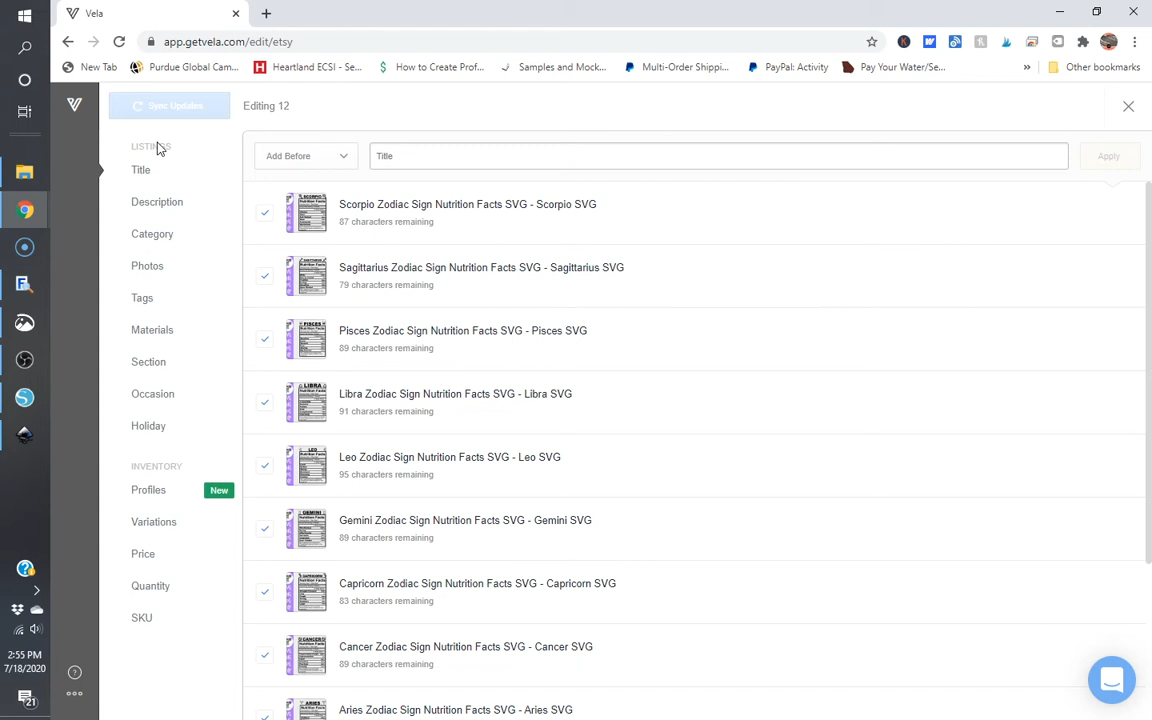 Vela
app.getvela.com/edit/etsy
New Tab
Purdue Global Cam...
Heartland ECSI - Se...
How to Create Prof...
Samples and Mock...
Multi-Order Shippi...
PayPal: Activity
Pay Your Water/Se...
»
Other bookmarks
Sync Updates
Editing 12
LISTINGS
Title
Description
Category
Photos
Tags
Materials
Section
Occasion
Holiday
INVENTORY
Profiles
New
Variations
Price
Quantity
SKU
Add Before
Title
Apply
Scorpio Zodiac Sign Nutrition Facts SVG - Scorpio SVG
87 characters remaining
Sagittarius Zodiac Sign Nutrition Facts SVG - Sagittarius SVG
79 characters remaining
Pisces Zodiac Sign Nutrition Facts SVG - Pisces SVG
89 characters remaining
Libra Zodiac Sign Nutrition Facts SVG - Libra SVG
91 characters remaining
Leo Zodiac Sign Nutrition Facts SVG - Leo SVG
95 characters remaining
Gemini Zodiac Sign Nutrition Facts SVG - Gemini SVG
89 characters remaining
Capricorn Zodiac Sign Nutrition Facts SVG - Capricorn SVG
83 characters remaining
Cancer Zodiac Sign Nutrition Facts SVG - Cancer SVG
89 characters remaining
Aries Zodiac Sign Nutrition Facts SVG - Aries SVG
2:55 PM
7/18/2020
21